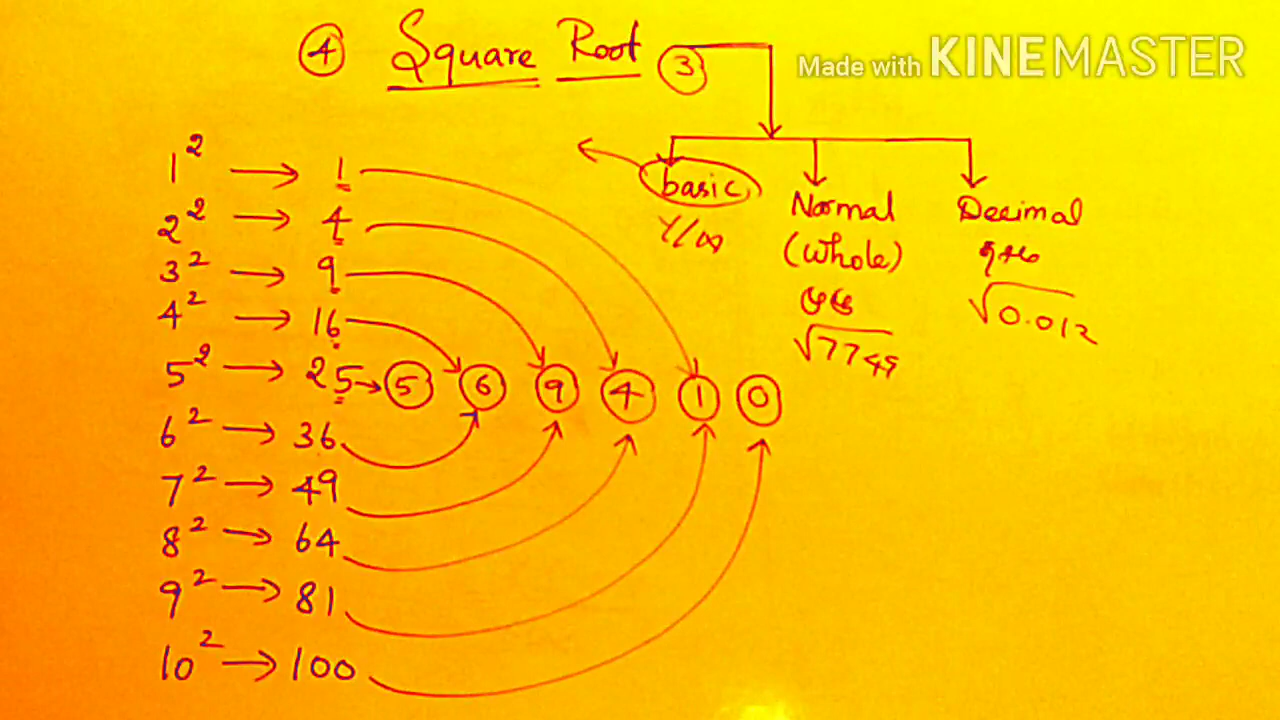 ④ Square Root ③
Made with KINEMASTER
basic Normal Decimal
(Whole)
√7749 √0.012
1² → 1
2² → 4
3² → 9
4² → 16
5² → 25 → ⑤ ⑥ ⑨ ④ ① ⓪
6² → 36
7² → 49
8² → 64
9² → 81
10² → 100